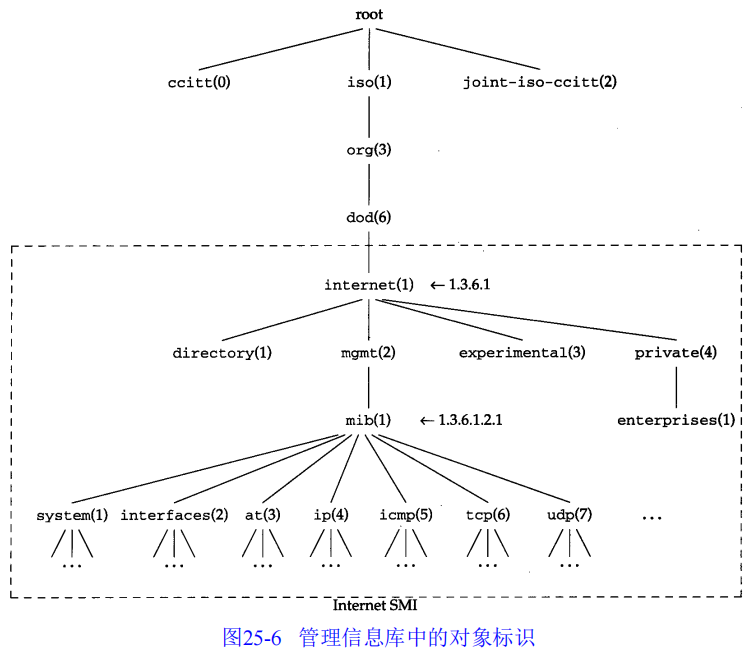 root
ccitt(0) iso(1) joint-iso-ccitt(2)
org(3)
dod(6)
internet(1) ← 1.3.6.1
directory(1) mgmt(2) experimental(3) private(4)
mib(1) ← 1.3.6.1.2.1 enterprises(1)
system(1) interfaces(2) at(3) ip(4) icmp(5) tcp(6) udp(7) ...
... ... ... ... ... ... ...
Internet SMI
图25-6 管理信息库中的对象标识